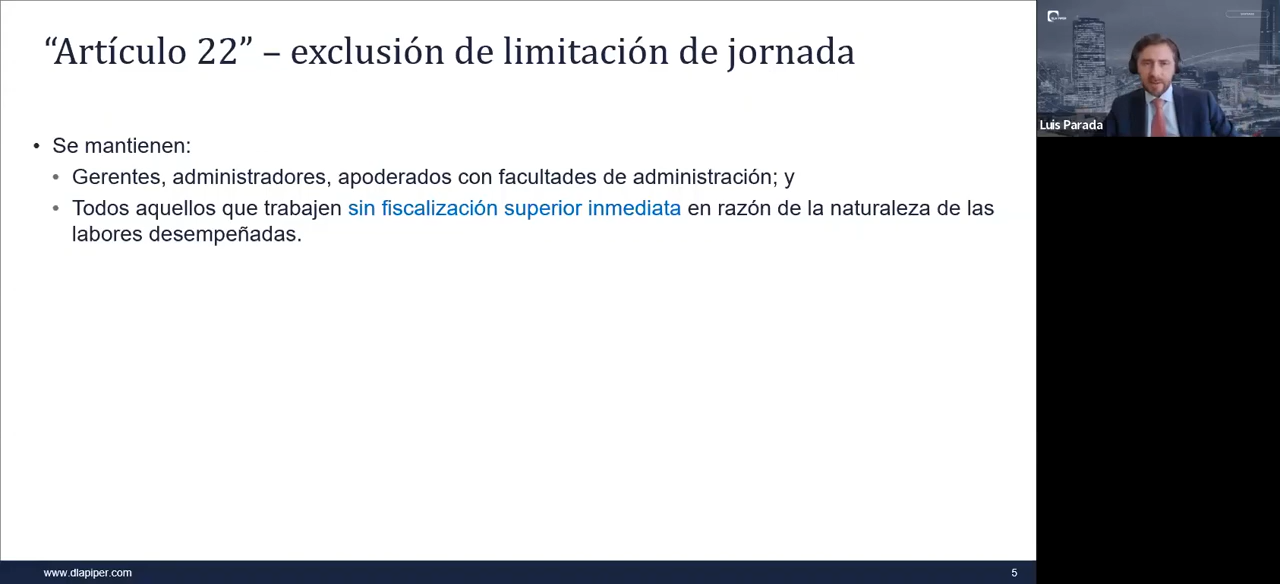 “Artículo 22” – exclusión de limitación de jornada
• Se mantienen:
• Gerentes, administradores, apoderados con facultades de administración; y
• Todos aquellos que trabajen sin fiscalización superior inmediata en razón de la naturaleza de las
labores desempeñadas.
www.dlapiper.com
5
Luis Parada